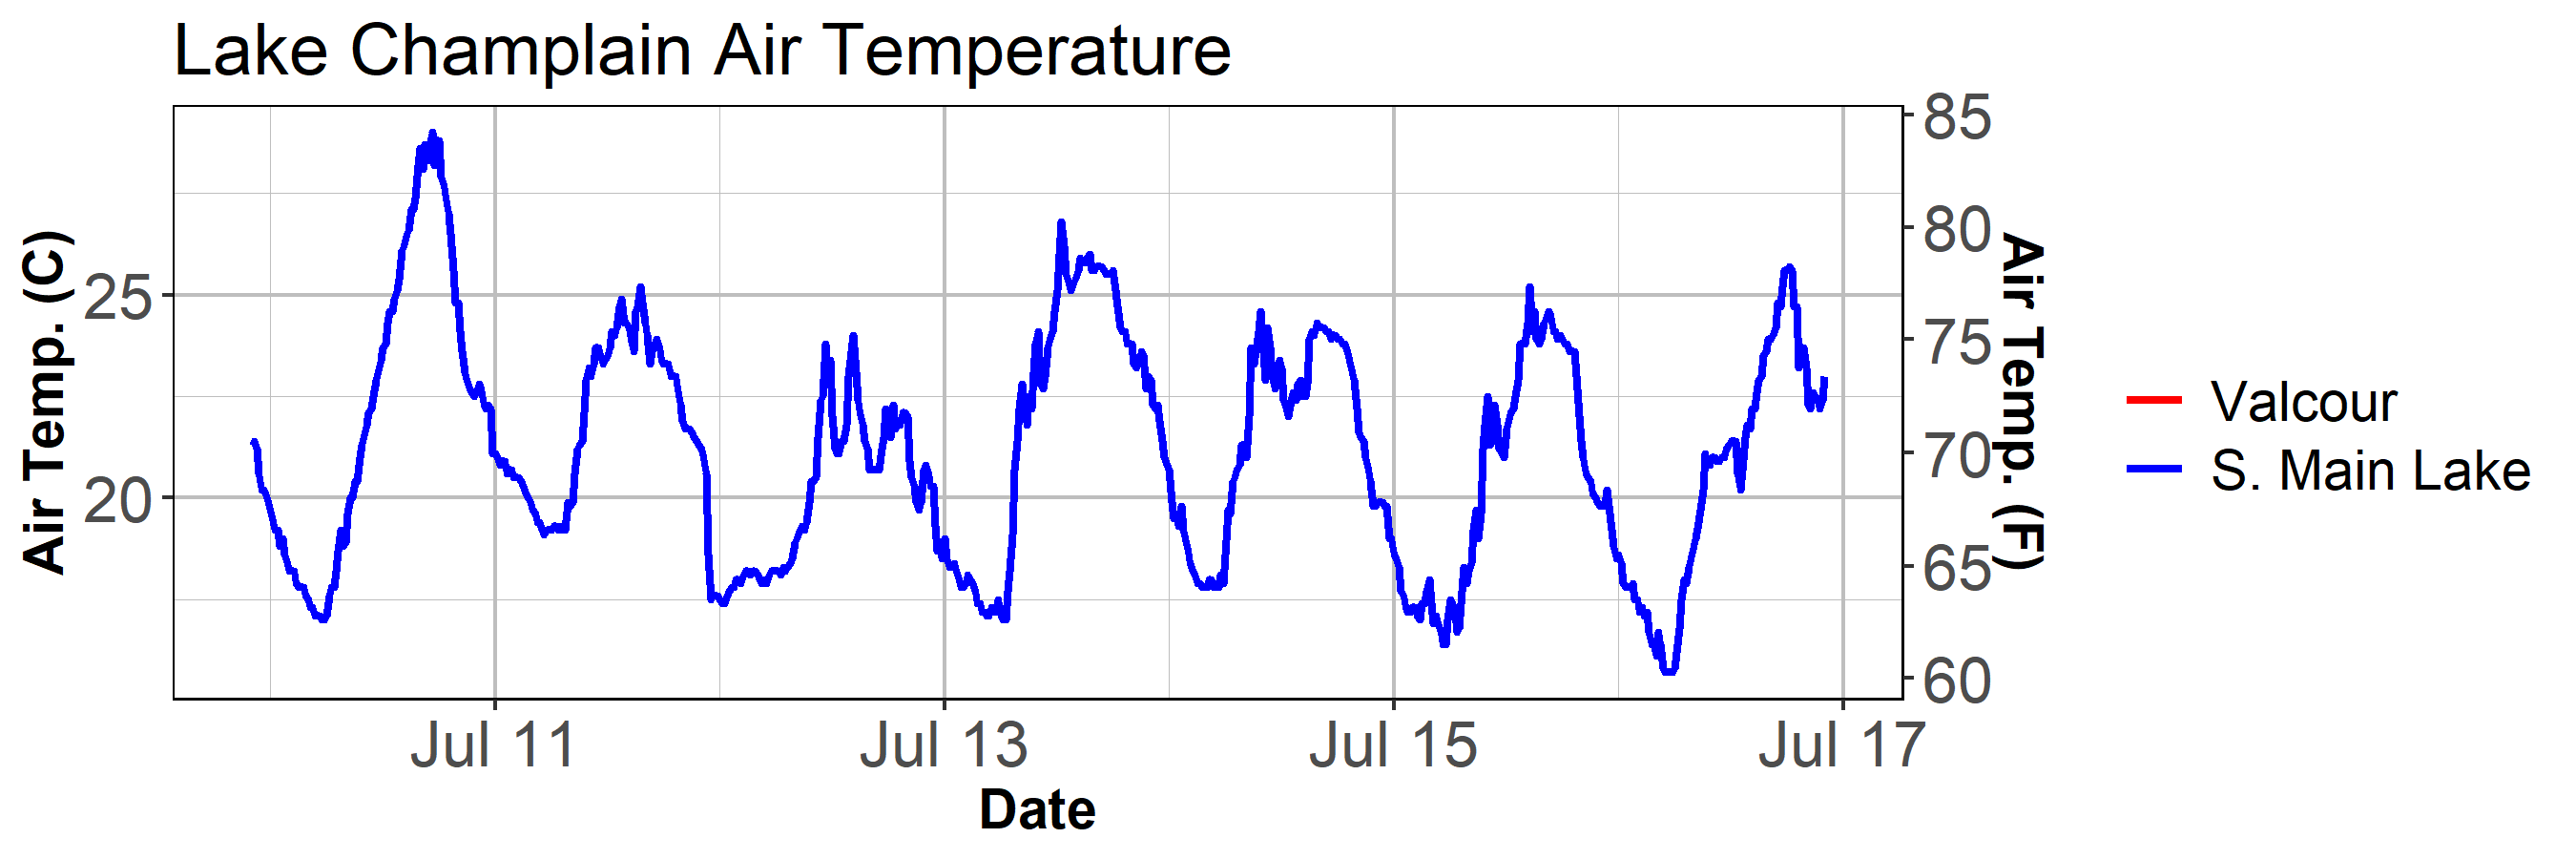 Lake Champlain Air Temperature
Air Temp. (C)
25
20
85
80
75
70
65
60
Air Temp. (F)
Jul 11
Jul 13
Jul 15
Jul 17
Date
Valcour
S. Main Lake